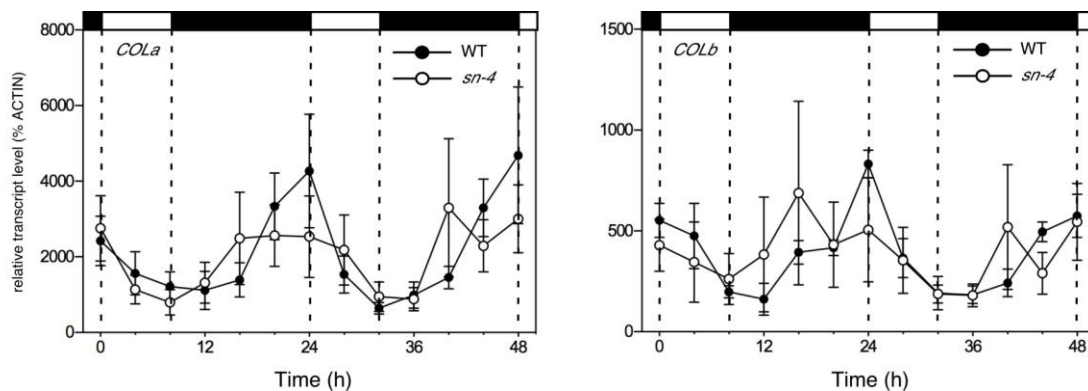 COLa
WT
sn-4
relative transcript level (% ACTIN)
8000
6000
4000
2000
0
0 12 24 36 48
Time (h)
COLb
WT
sn-4
1500
1000
500
0
0 12 24 36 48
Time (h)